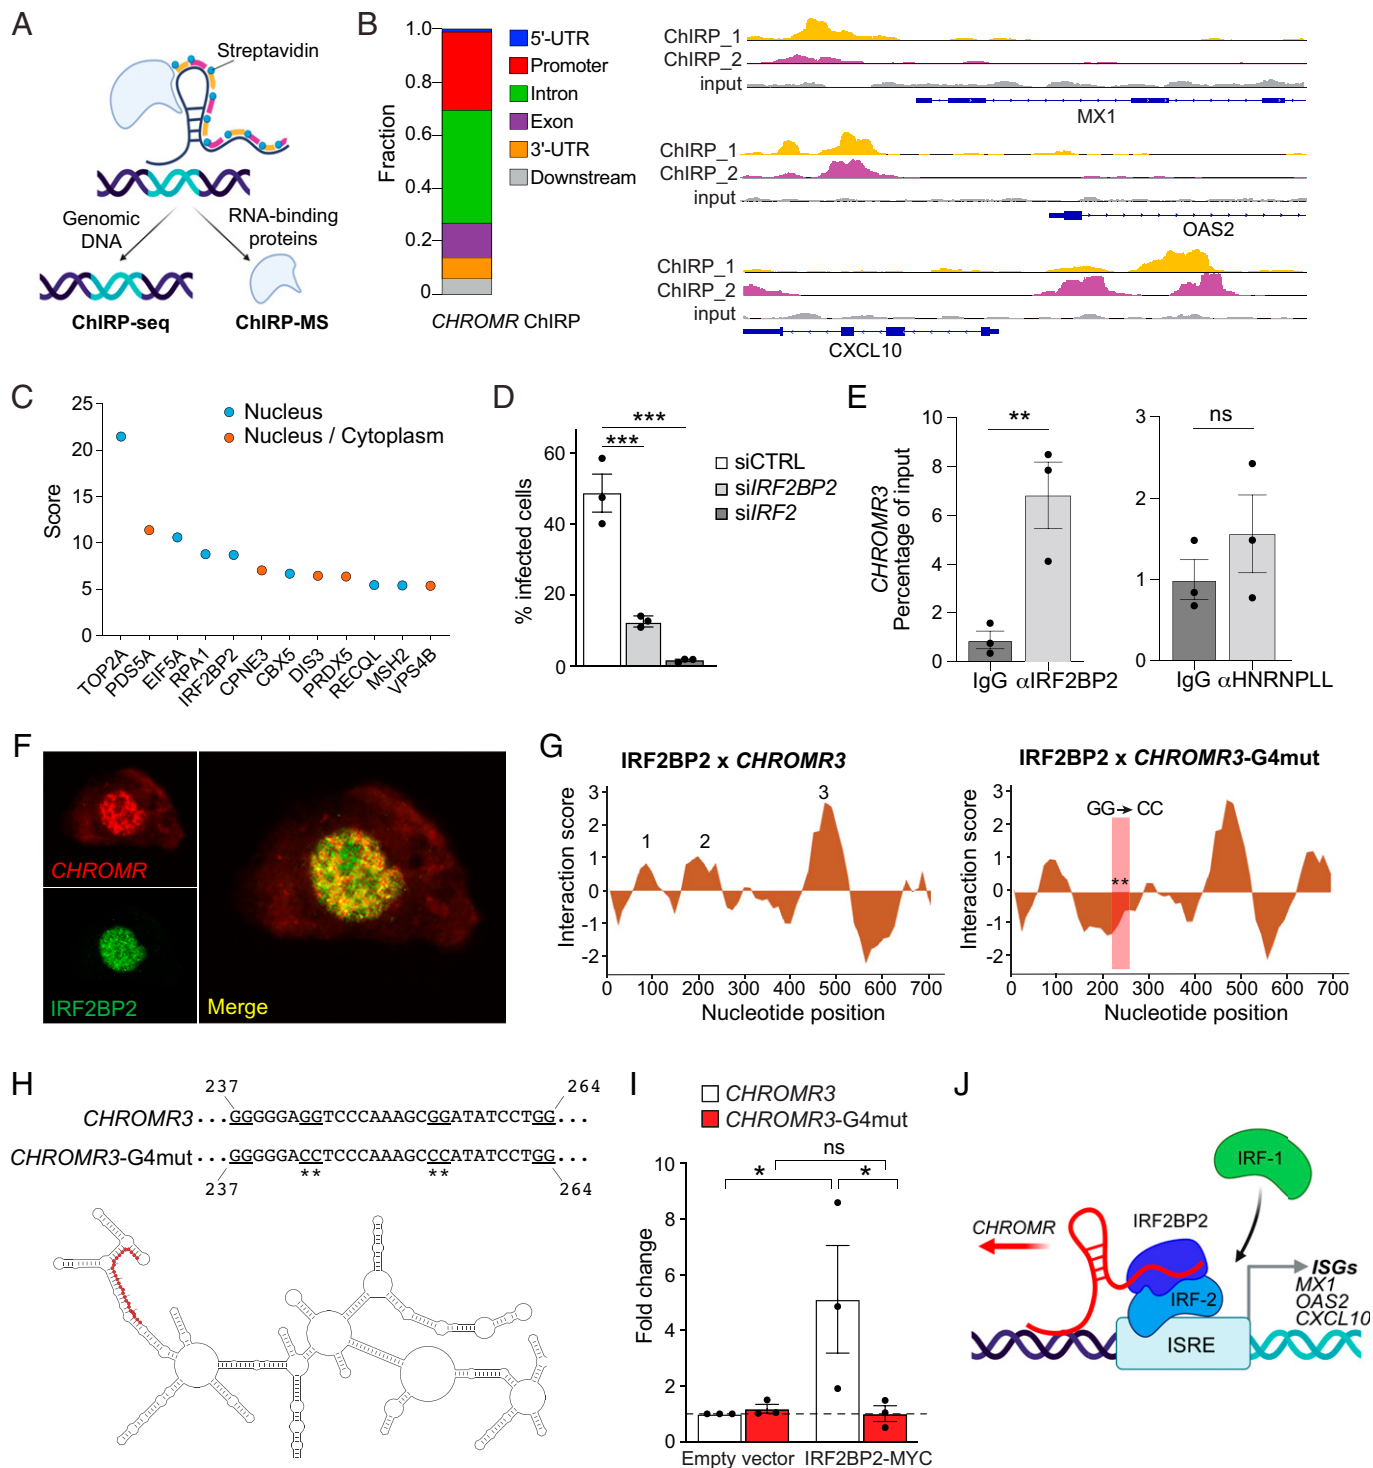 A
Streptavidin
Genomic
DNA
RNA-binding
proteins
ChIRP-seq
ChIRP-MS
B
Fraction
1.0
0.8
0.6
0.4
0.2
0
CHROMR ChIRP
5'-UTR
Promoter
Intron
Exon
3'-UTR
Downstream
ChIRP_1
ChIRP_2
input
MX1
ChIRP_1
ChIRP_2
input
OAS2
ChIRP_1
ChIRP_2
input
CXCL10
C
Score
25
20
15
10
5
0
Nucleus
Nucleus / Cytoplasm
TOP2A
PDS5A
EIF5A
RPA1
IRF2BP2
CPNE3
CBX5
DIS3
PRDX5
RECQL
MSH2
VPS4B
D
% infected cells
60
40
20
0
***
***
siCTRL
siIRF2BP2
siIRF2
E
CHROMR3
Percentage of input
10
8
6
4
2
0
**
IgG αIRF2BP2
3
2
1
0
ns
IgG αHNRNPLL
F
CHROMR
IRF2BP2
Merge
G
IRF2BP2 x CHROMR3
Interaction score
3
2
1
0
-1
-2
1
2
3
0 100 200 300 400 500 600 700
Nucleotide position
IRF2BP2 x CHROMR3-G4mut
Interaction score
3
2
1
0
-1
-2
GG→CC
**
0 100 200 300 400 500 600 700
Nucleotide position
H
237 264
CHROMR3 ...GGGGGAGGTCCCAAAGCGGATATCCTGG...
CHROMR3-G4mut ...GGGGGACCTCCCAAAGCCCATATCCTGG...
** **
237 264
I
CHROMR3
CHROMR3-G4mut
Fold change
10
8
6
4
2
0
ns
* *
Empty vector IRF2BP2-MYC
J
IRF-1
CHROMR
IRF2BP2
IRF-2
ISRE
ISGs
MX1
OAS2
CXCL10